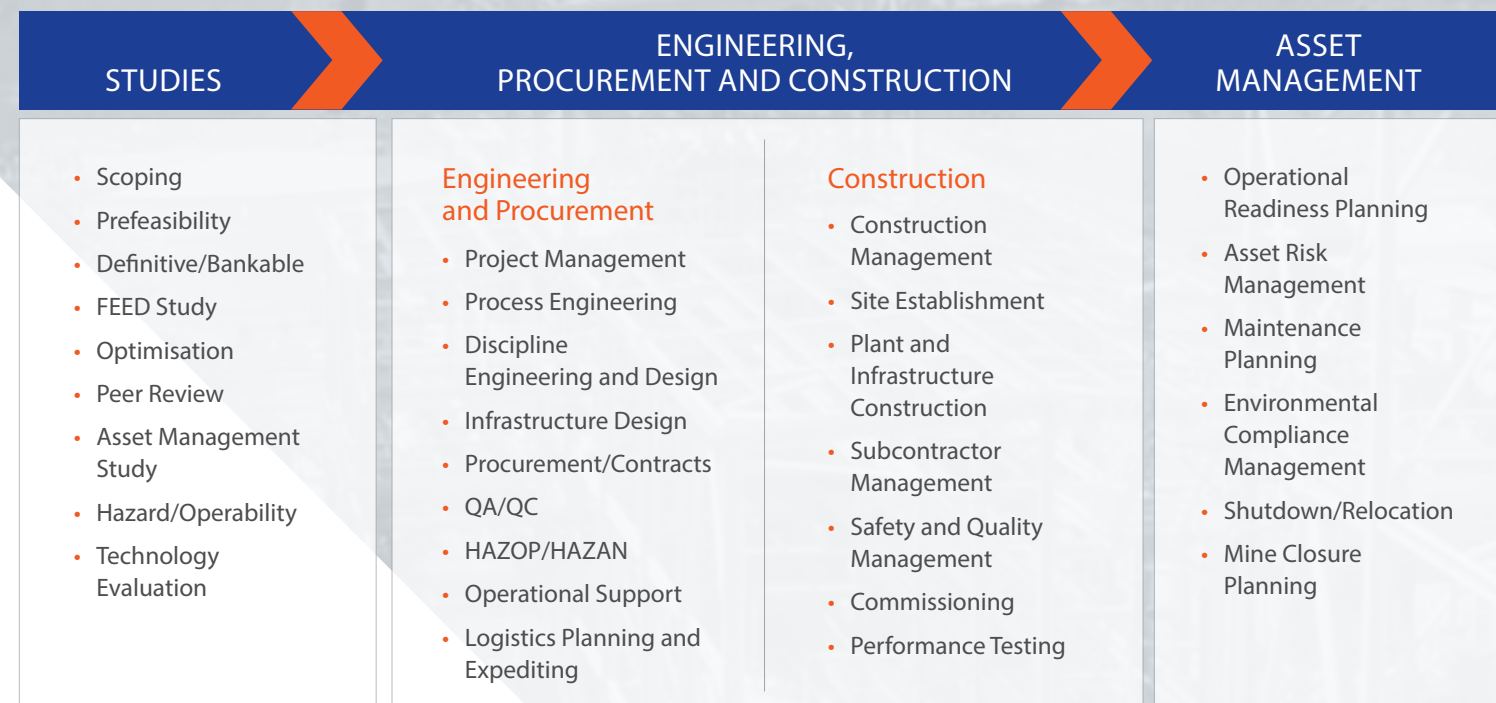 STUDIES
ENGINEERING,
PROCUREMENT AND CONSTRUCTION
ASSET
MANAGEMENT
• Scoping
• Prefeasibility
• Definitive/Bankable
• FEED Study
• Optimisation
• Peer Review
• Asset Management
Study
• Hazard/Operability
• Technology
Evaluation
Engineering
and Procurement
• Project Management
• Process Engineering
• Discipline
Engineering and Design
• Infrastructure Design
• Procurement/Contracts
• QA/QC
• HAZOP/HAZAN
• Operational Support
• Logistics Planning and
Expediting
Construction
• Construction
Management
• Site Establishment
• Plant and
Infrastructure
Construction
• Subcontractor
Management
• Safety and Quality
Management
• Commissioning
• Performance Testing
• Operational
Readiness Planning
• Asset Risk
Management
• Maintenance
Planning
• Environmental
Compliance
Management
• Shutdown/Relocation
• Mine Closure
Planning